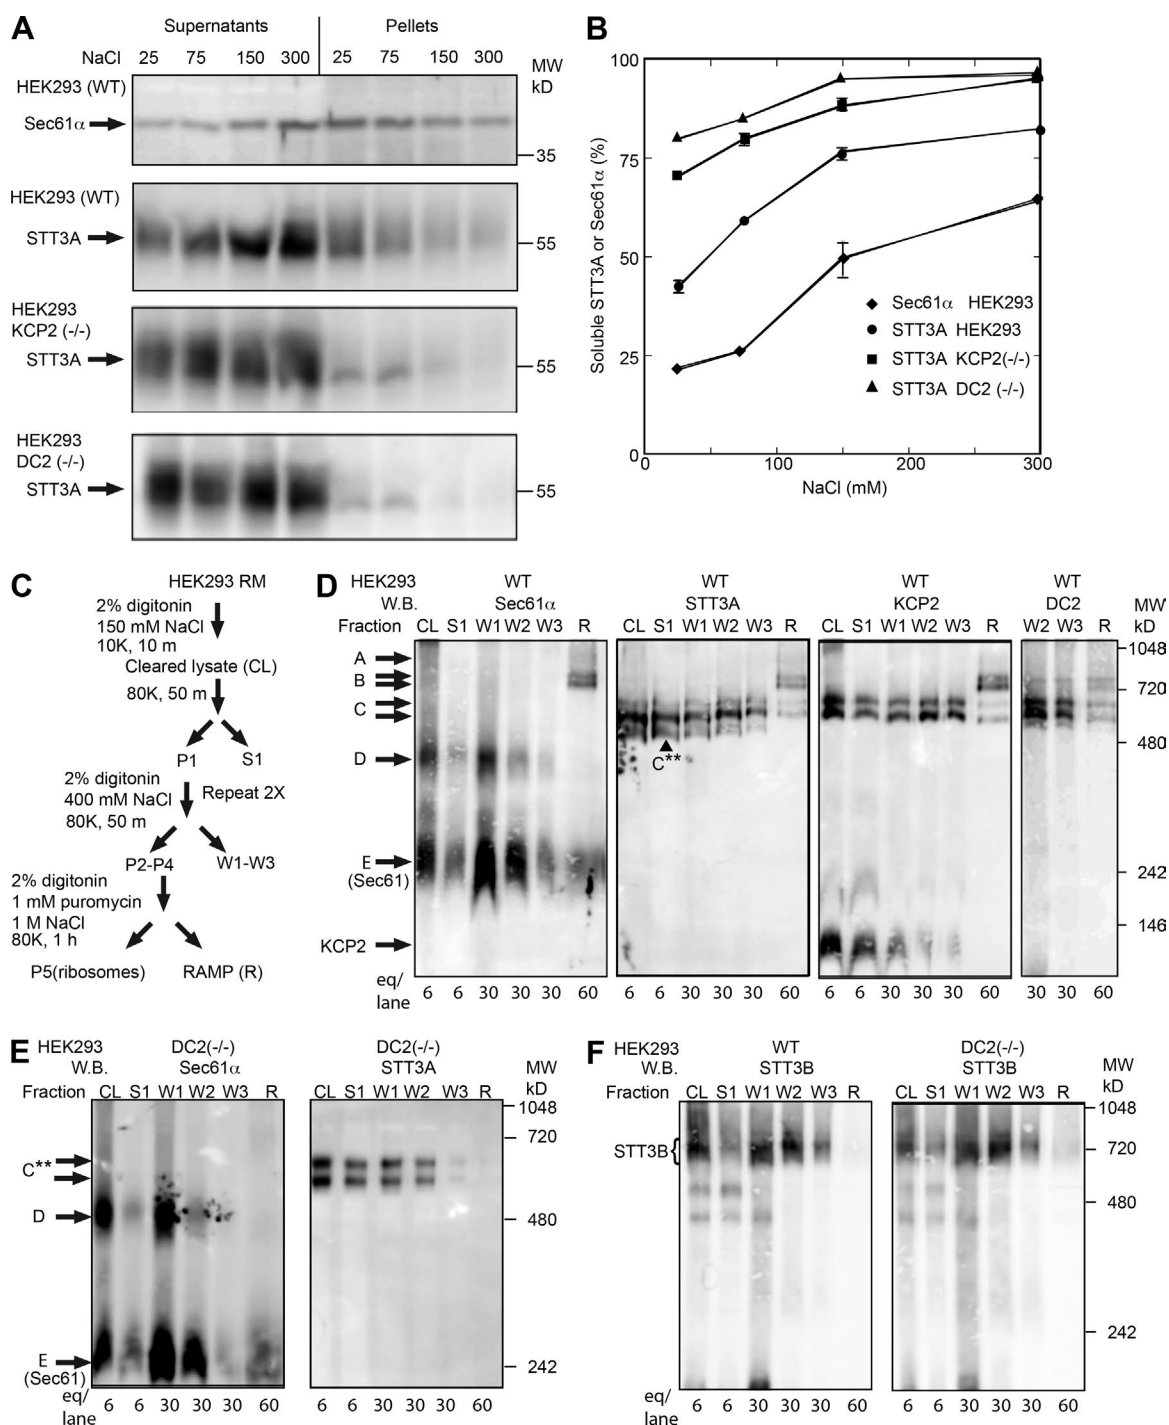 A
Supernatants Pellets
NaCl 25 75 150 300 25 75 150 300 MW
kD
HEK293 (WT)
Sec61α
35
HEK293 (WT)
STT3A
55
HEK293
KCP2 (-/-)
STT3A
55
HEK293
DC2 (-/-)
STT3A
55
B
Soluble STT3A or Sec61α (%)
100
75
50
25
0
0 100 200 300
NaCl (mM)
Sec61α HEK293
STT3A HEK293
STT3A KCP2(-/-)
STT3A DC2 (-/-)
C
HEK293 RM
2% digitonin
150 mM NaCl
10K, 10 m
Cleared lysate (CL)
80K, 50 m
P1 S1
2% digitonin
400 mM NaCl
80K, 50 m
Repeat 2X
P2-P4 W1-W3
2% digitonin
1 mM puromycin
1 M NaCl
80K, 1 h
P5(ribosomes) RAMP (R)
D
HEK293 WT WT WT WT
W.B. Sec61α STT3A KCP2 DC2 MW
Fraction CL S1 W1 W2 W3 R CL S1 W1 W2 W3 R CL S1 W1 W2 W3 R W2 W3 R kD
A
B
C
D
E
(Sec61)
KCP2
C**
1048
720
480
242
146
eq/
lane
6 6 30 30 30 60 6 6 30 30 30 60 6 6 30 30 30 60 30 30 60
E
HEK293 DC2(-/-) DC2(-/-) MW
W.B. Sec61α STT3A kD
Fraction CL S1 W1 W2 W3 R CL S1 W1 W2 W3 R
C**
D
E
(Sec61)
1048
720
480
242
eq/
lane
6 6 30 30 30 60 6 6 30 30 30 60
F
HEK293 WT DC2(-/-) MW
W.B. STT3B STT3B kD
Fraction CL S1 W1 W2 W3 R CL S1 W1 W2 W3 R
STT3B
1048
720
480
242
eq/
lane
6 6 30 30 30 60 6 6 30 30 30 60